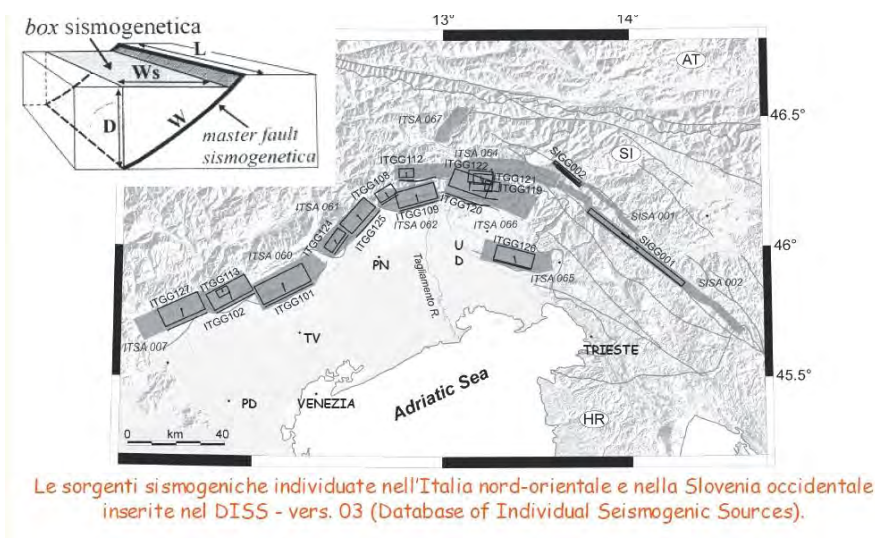 box sismogenetica
L
Ws
D
W
master fault
sismogenetica
13°
14°
AT
46.5°
ITSA 067
SI
ITGG112
ITSA 064
SIGG002
ITGG122
ITGG121
ITGG119
ITGG108
ITSA 061
ITGG109
ITGG120
SISA 001
ITGG124
ITGG125
ITSA 062
ITSA 066
SIGG001
46°
ITSA 060
U
D
ITGG126
PN
Tagliamento R.
ITSA 065
SISA 002
ITGG127
ITGG113
ITGG102
ITGG101
ITSA 007
TV
TRIESTE
45.5°
PD
VENEZIA
Adriatic Sea
HR
0 km 40
Le sorgenti sismogeniche individuate nell'Italia nord-orientale e nella Slovenia occidentale
inserite nel DISS - vers. 03 (Database of Individual Seismogenic Sources).